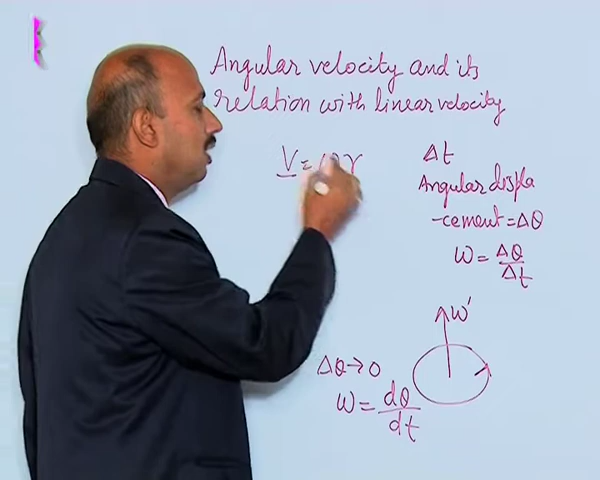 Angular velocity and its
relation with linear velocity
V = ωr
Δt
Angular displa
-cement = Δθ
ω = Δθ/Δt
ω'
Δθ → 0
ω = dθ/dt